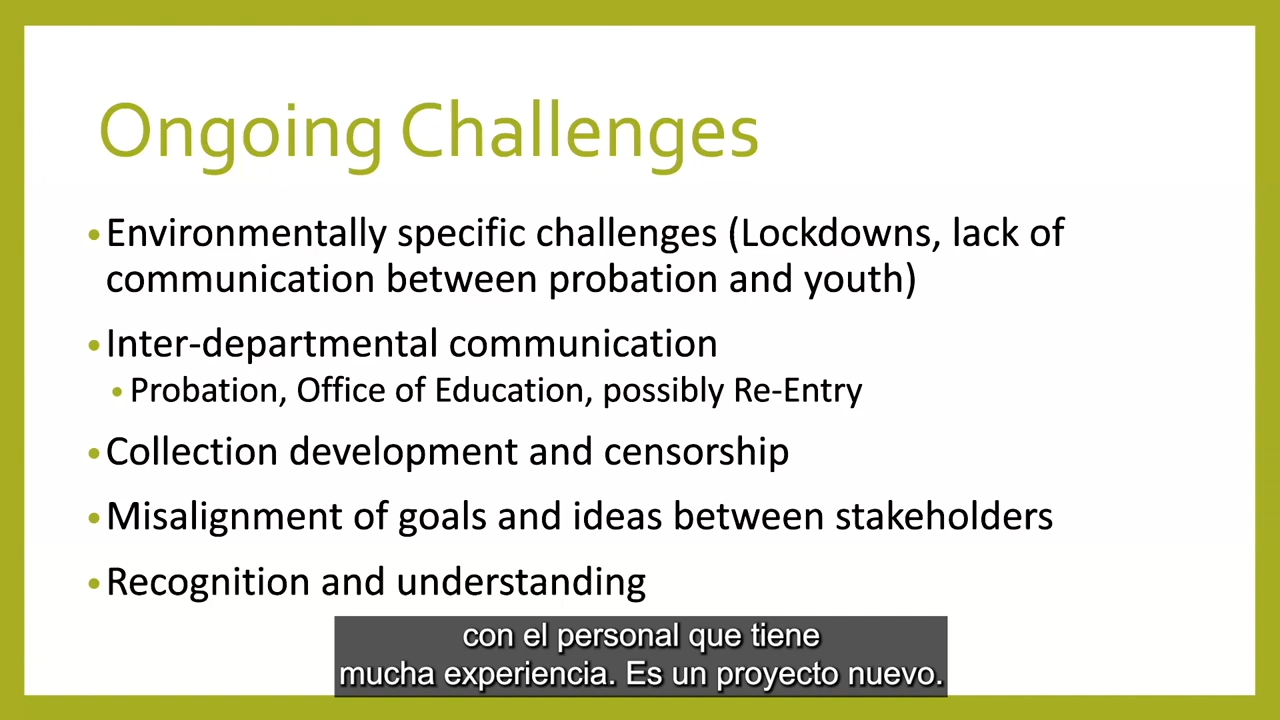 Ongoing Challenges
•Environmentally specific challenges (Lockdowns, lack of
communication between probation and youth)
•Inter-departmental communication
•Probation, Office of Education, possibly Re-Entry
•Collection development and censorship
•Misalignment of goals and ideas between stakeholders
•Recognition and understanding
con el personal que tiene
mucha experiencia. Es un proyecto nuevo.